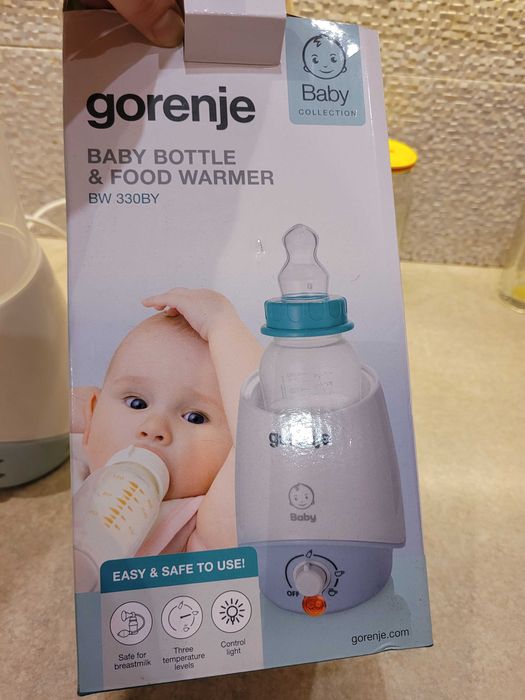 Baby
COLLECTION
gorenje
BABY BOTTLE
& FOOD WARMER
BW 330BY
gorenje
Baby
OFF
EASY & SAFE TO USE!
Safe for
breastmilk
Three
temperature
levels
Control
light
gorenje.com